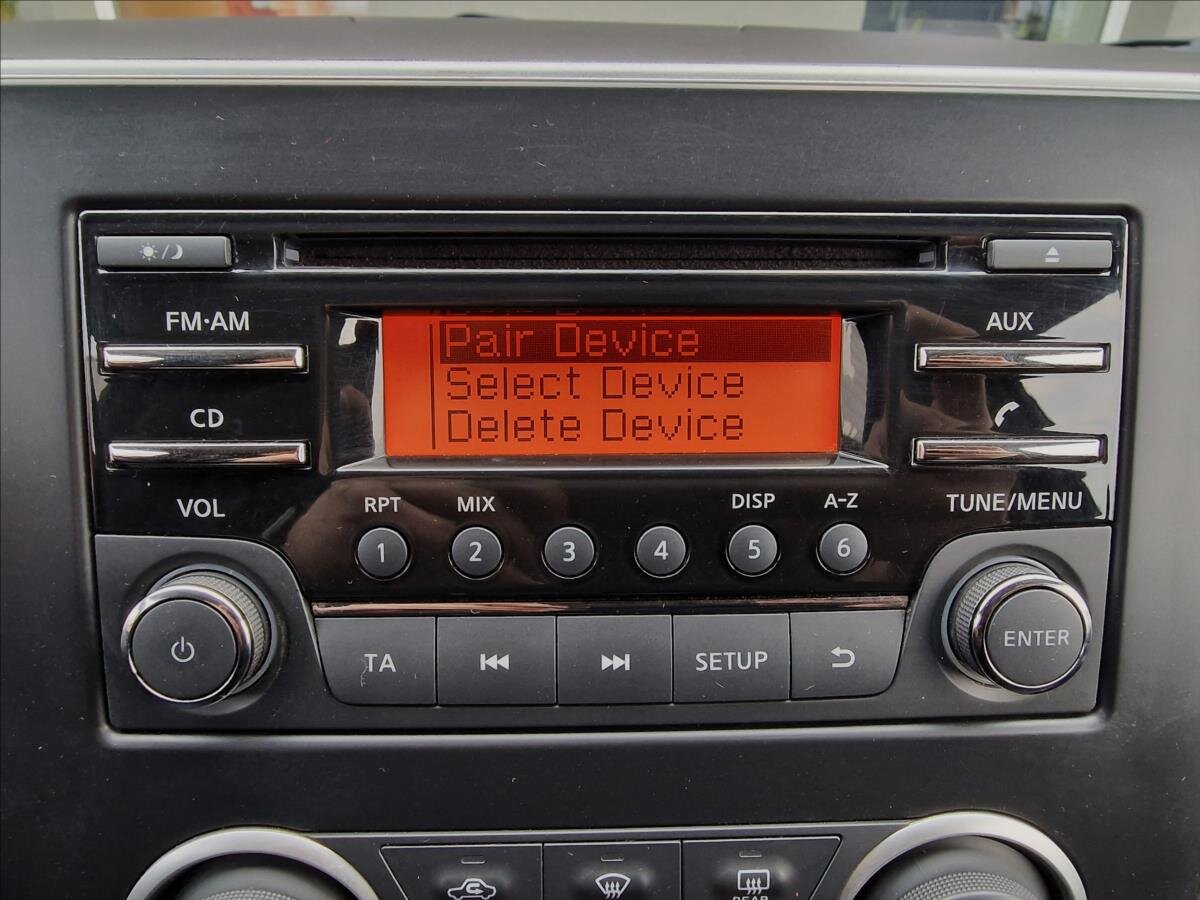 FM·AM
AUX
Pair Device
Select Device
Delete Device
CD
VOL
RPT
MIX
DISP
A-Z
TUNE/MENU
1
2
3
4
5
6
TA
SETUP
ENTER
REAR